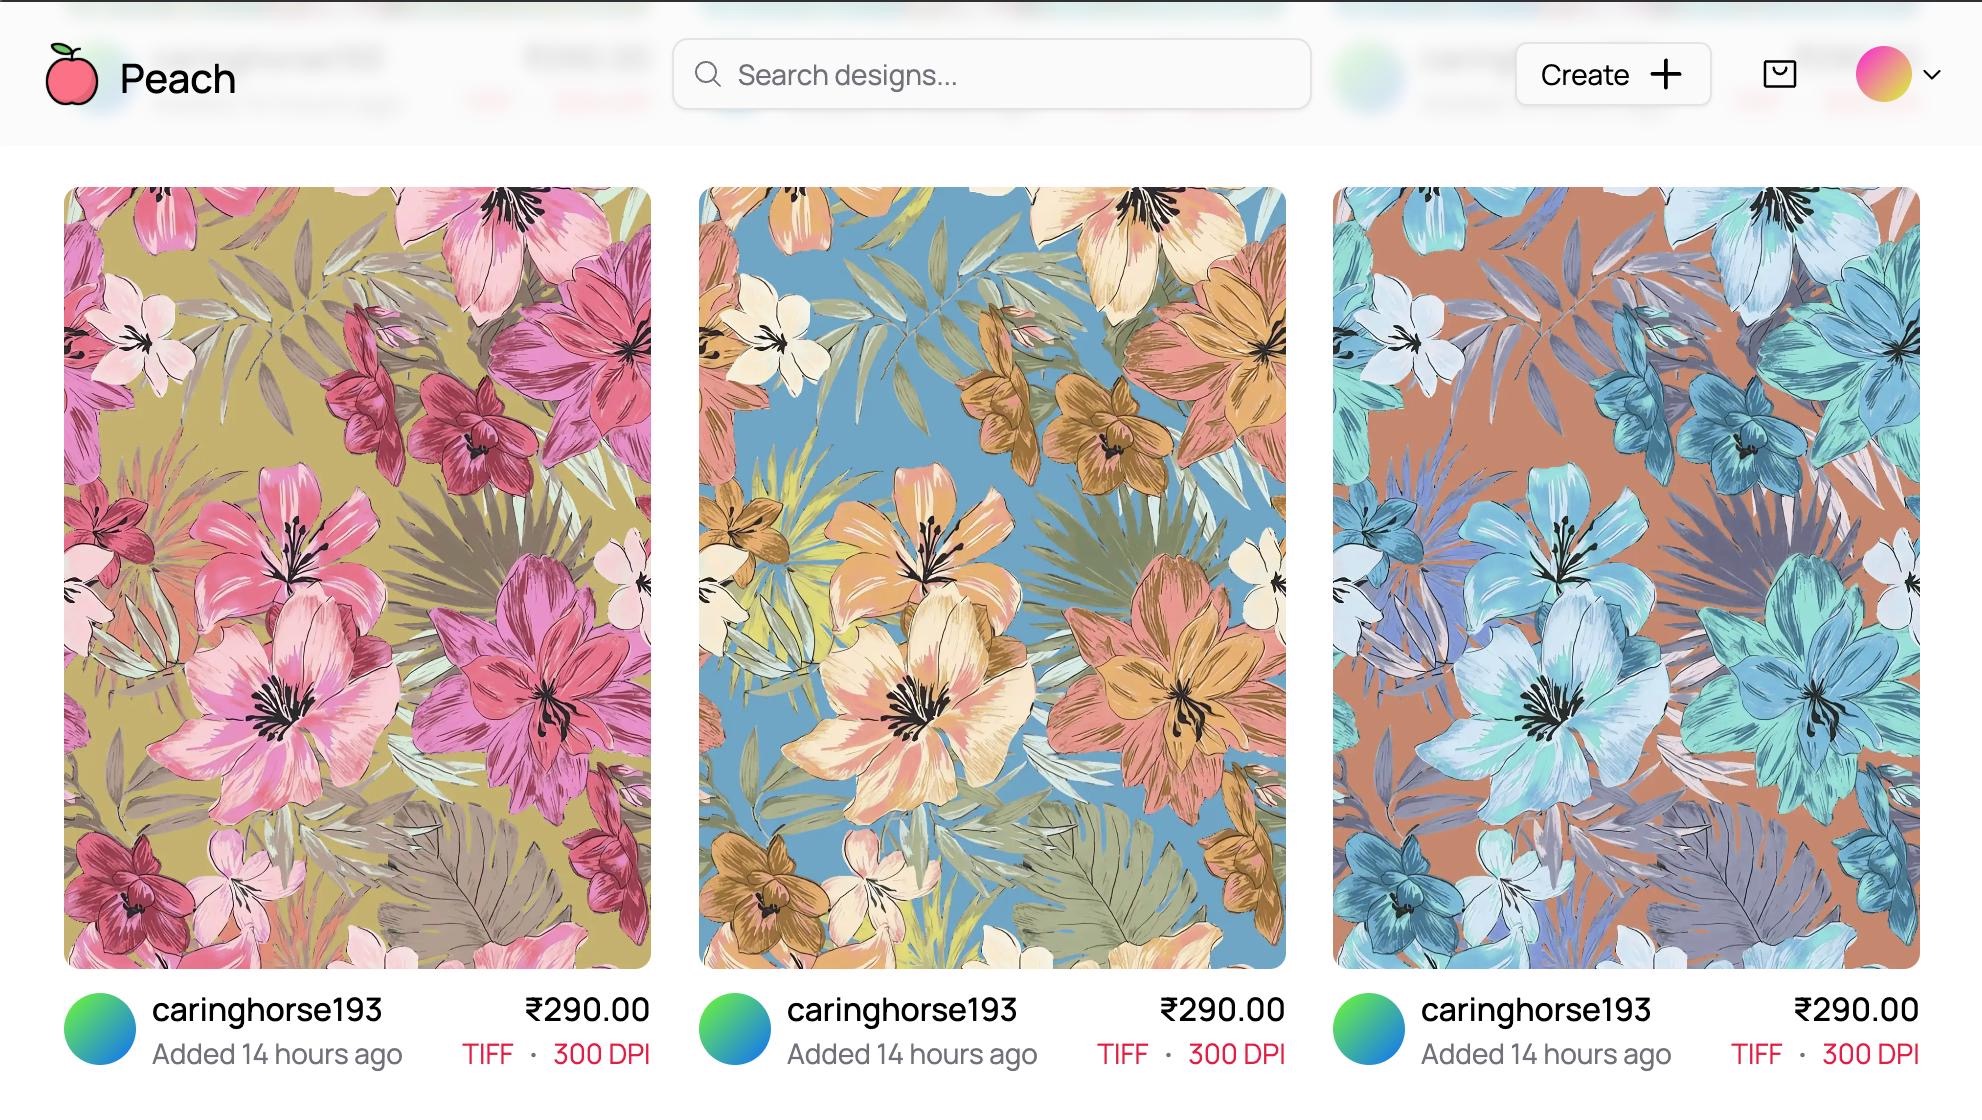 Peach
Search designs...
Create
caringhorse193
₹290.00
Added 14 hours ago
TIFF · 300 DPI
caringhorse193
₹290.00
Added 14 hours ago
TIFF · 300 DPI
caringhorse193
₹290.00
Added 14 hours ago
TIFF · 300 DPI